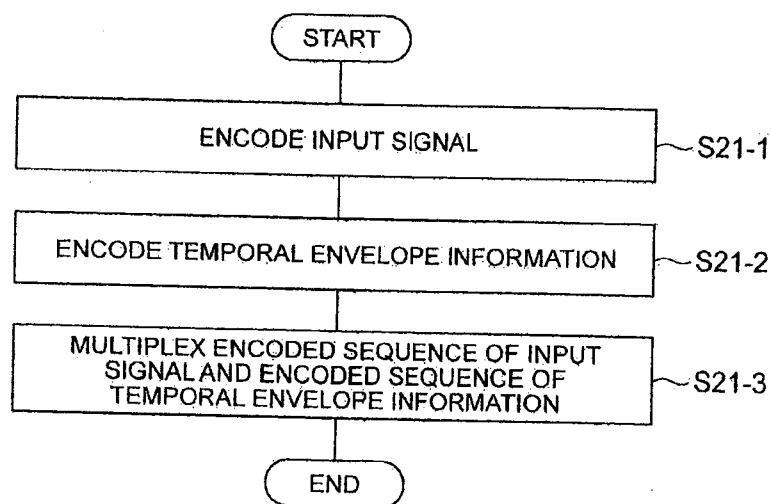 START
ENCODE INPUT SIGNAL
S21-1
ENCODE TEMPORAL ENVELOPE INFORMATION
S21-2
MULTIPLEX ENCODED SEQUENCE OF INPUT
SIGNAL AND ENCODED SEQUENCE OF
TEMPORAL ENVELOPE INFORMATION
S21-3
END